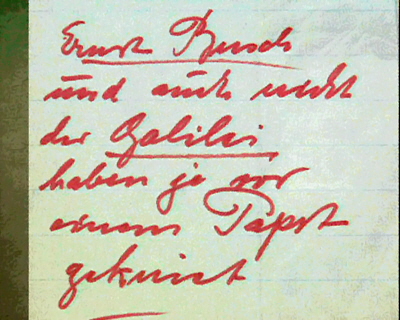 Ernst Busch
und auch nicht
der Galilei
haben je vor
einem Papst
gekniet